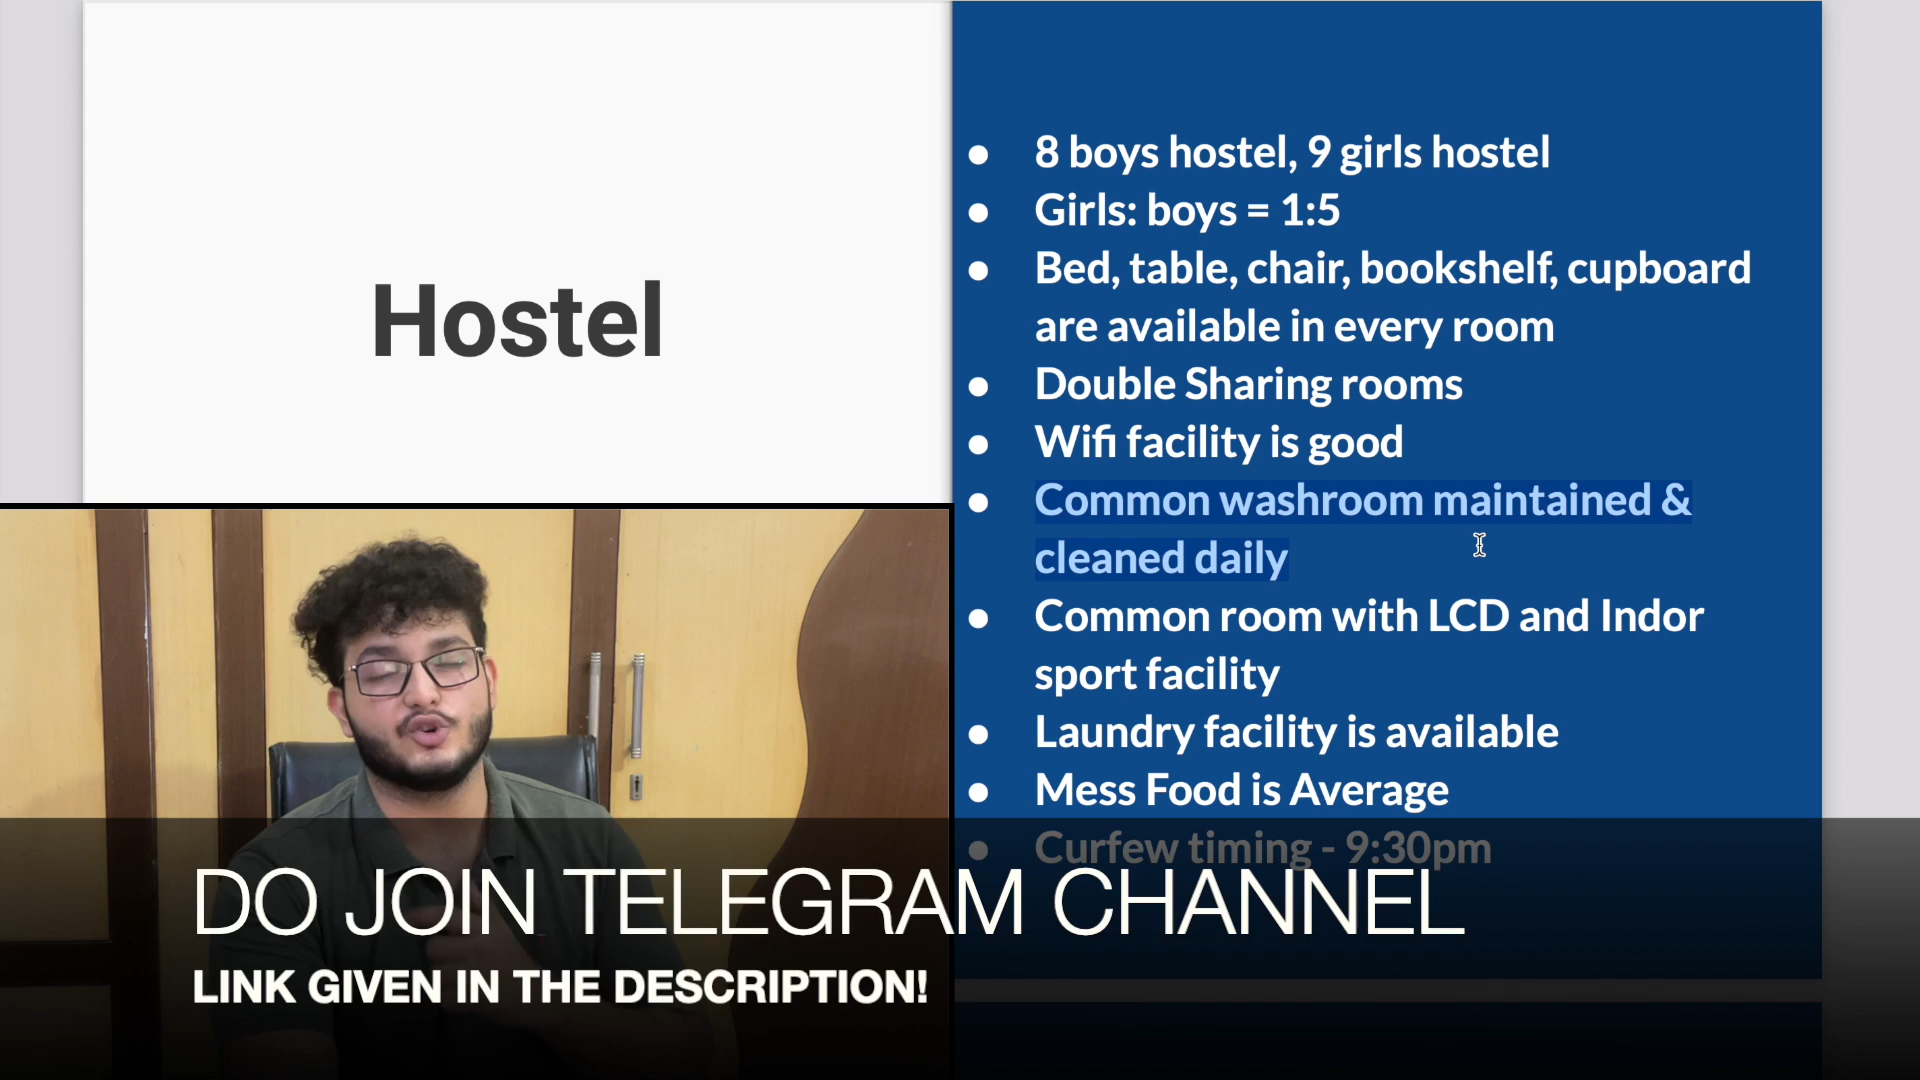 Hostel
● 8 boys hostel, 9 girls hostel
● Girls: boys = 1:5
● Bed, table, chair, bookshelf, cupboard
are available in every room
● Double Sharing rooms
● Wifi facility is good
● Common washroom maintained &
cleaned daily
● Common room with LCD and Indor
sport facility
● Laundry facility is available
● Mess Food is Average
● Curfew timing - 9:30pm
DO JOIN TELEGRAM CHANNEL
LINK GIVEN IN THE DESCRIPTION!